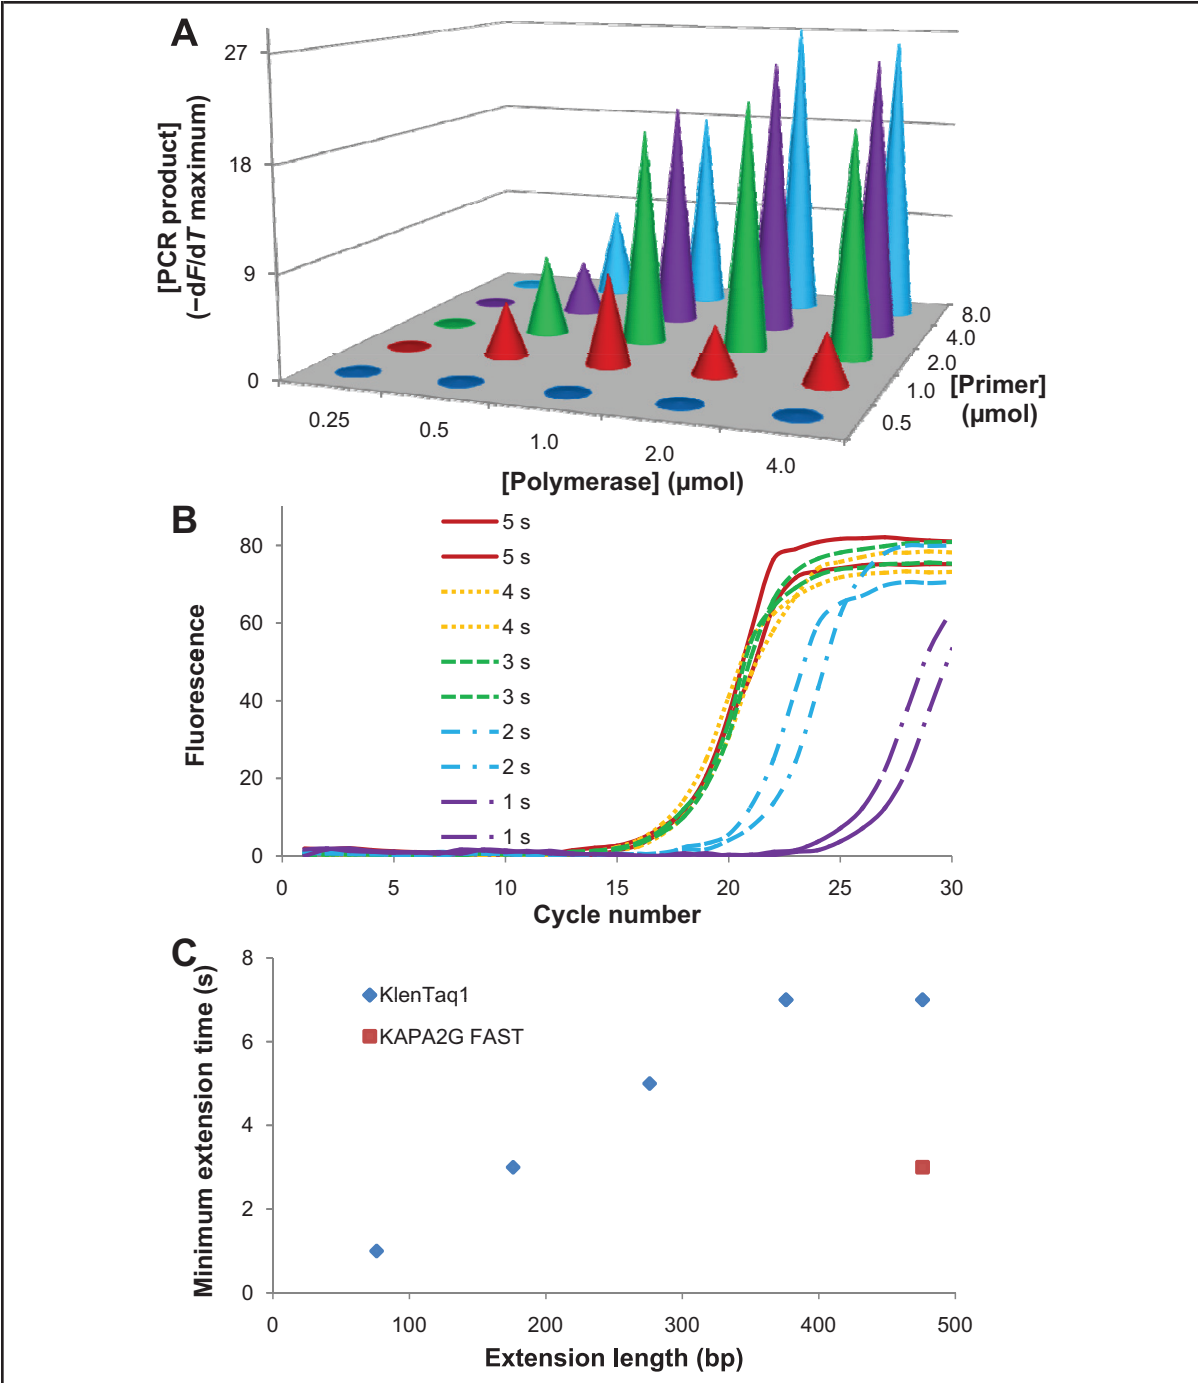 A
27
18
9
0
[PCR product]
(−dF/dT maximum)
0.25
0.5
1.0
2.0
4.0
[Polymerase] (µmol)
8.0
4.0
2.0
1.0
0.5
[Primer]
(µmol)
B
5 s
5 s
4 s
4 s
3 s
3 s
2 s
2 s
1 s
1 s
80
60
40
20
0
Fluorescence
0 5 10 15 20 25 30
Cycle number
C
8
6
4
2
0
Minimum extension time (s)
KlenTaq1
KAPA2G FAST
0 100 200 300 400 500
Extension length (bp)